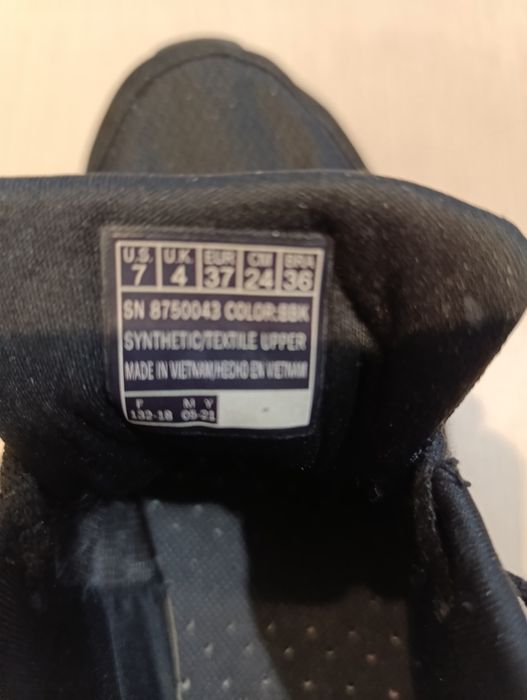 U.S. U.K. EUR CM BRA
7 4 37 24 36
SN 8750043 COLOR:BBK
SYNTHETIC/TEXTILE UPPER
MADE IN VIETNAM/HECHO EN VIETNAM
F M Y
132-18 05-21